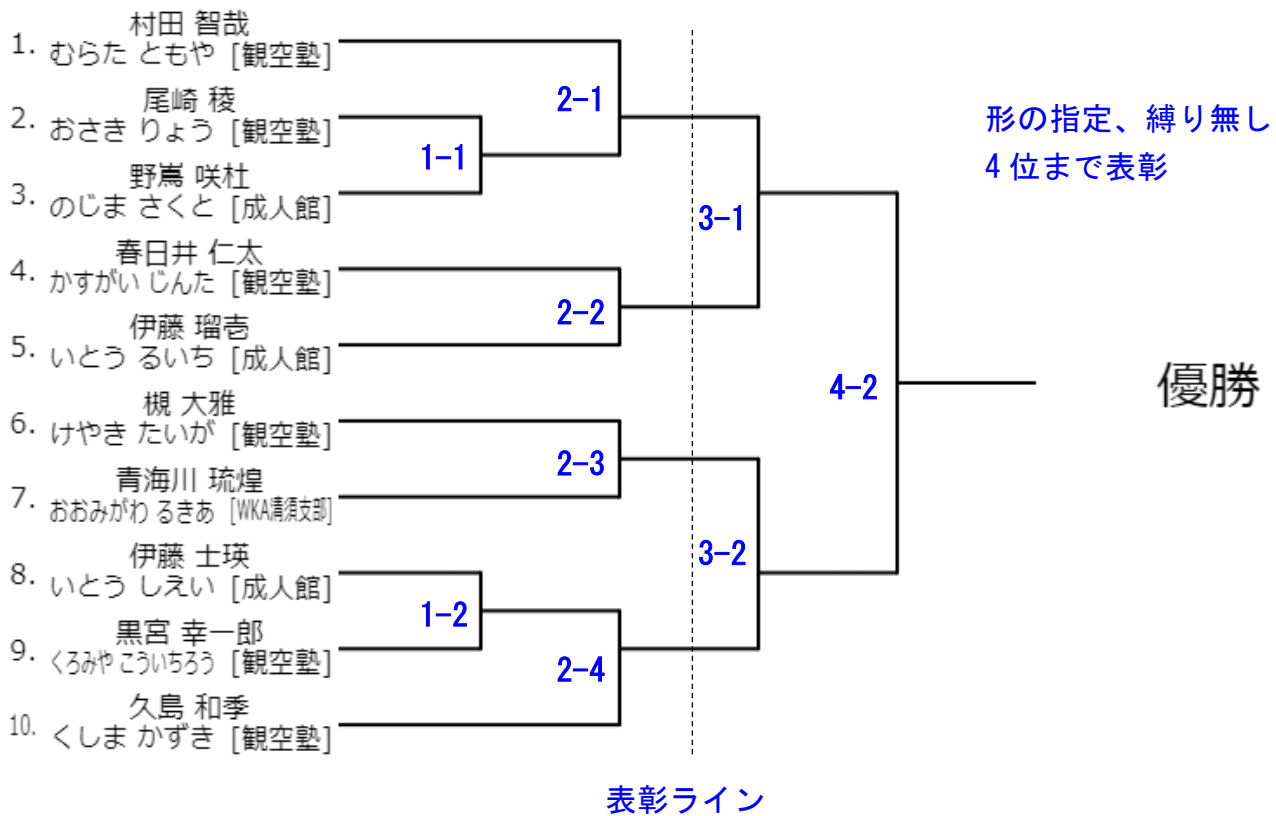 村田 智哉
1. むらた ともや [観空塾]
尾崎 稜
2. おさき りょう [観空塾]
野嶌 咲杜
3. のじま さくと [成人館]
春日井 仁太
4. かすがい じんた [観空塾]
伊藤 瑠壱
5. いとう るいち [成人館]
槻 大雅
6. けやき たいが [観空塾]
青海川 琉煌
7. おおみがわ るきあ [WKA清須支部]
伊藤 士瑛
8. いとう しえい [成人館]
黒宮 幸一郎
9. くろみや こういちろう [観空塾]
久島 和季
10. くしま かずき [観空塾]
1-1
1-2
2-1
2-2
2-3
2-4
3-1
3-2
4-2
形の指定、縛り無し
4位まで表彰
優勝
表彰ライン